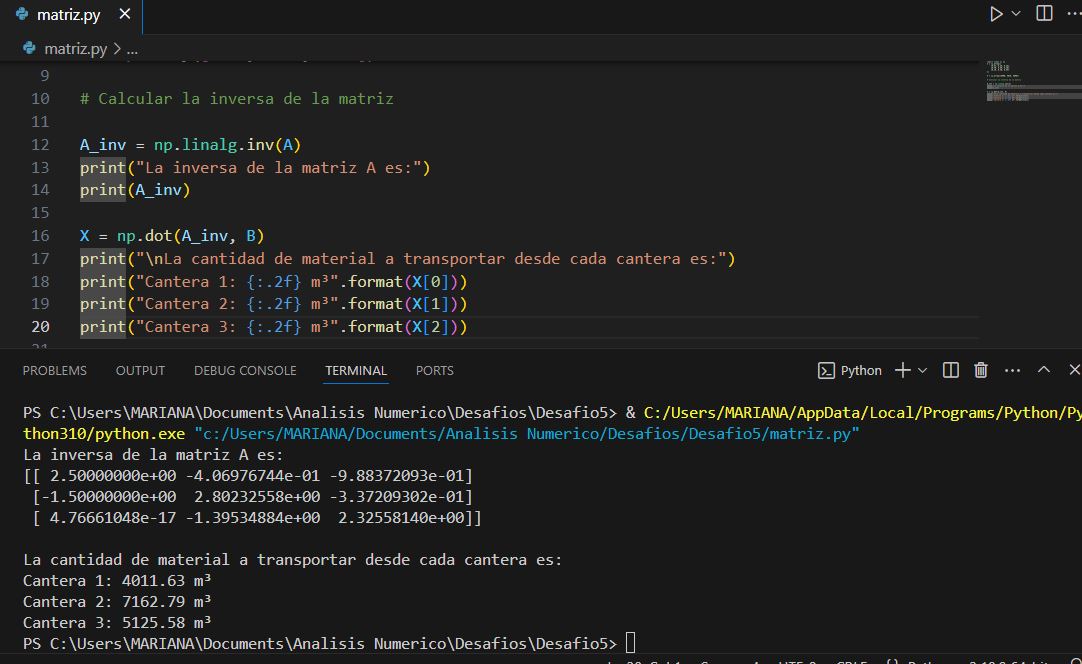 matriz.py
matriz.py > ...
9
10 # Calcular la inversa de la matriz
11
12 A_inv = np.linalg.inv(A)
13 print("La inversa de la matriz A es:")
14 print(A_inv)
15
16 X = np.dot(A_inv, B)
17 print("\nLa cantidad de material a transportar desde cada cantera es:")
18 print("Cantera 1: {:.2f} m³".format(X[0]))
19 print("Cantera 2: {:.2f} m³".format(X[1]))
20 print("Cantera 3: {:.2f} m³".format(X[2]))
PROBLEMS OUTPUT DEBUG CONSOLE TERMINAL PORTS Python
PS C:\Users\MARIANA\Documents\Analisis Numerico\Desafios\Desafio5> & C:/Users/MARIANA/AppData/Local/Programs/Python/Py
thon310/python.exe "c:/Users/MARIANA/Documents/Analisis Numerico/Desafios/Desafio5/matriz.py"
La inversa de la matriz A es:
[[ 2.50000000e+00 -4.06976744e-01 -9.88372093e-01]
[-1.50000000e+00 2.80232558e+00 -3.37209302e-01]
[ 4.76661048e-17 -1.39534884e+00 2.32558140e+00]]
La cantidad de material a transportar desde cada cantera es:
Cantera 1: 4011.63 m³
Cantera 2: 7162.79 m³
Cantera 3: 5125.58 m³
PS C:\Users\MARIANA\Documents\Analisis Numerico\Desafios\Desafio5>